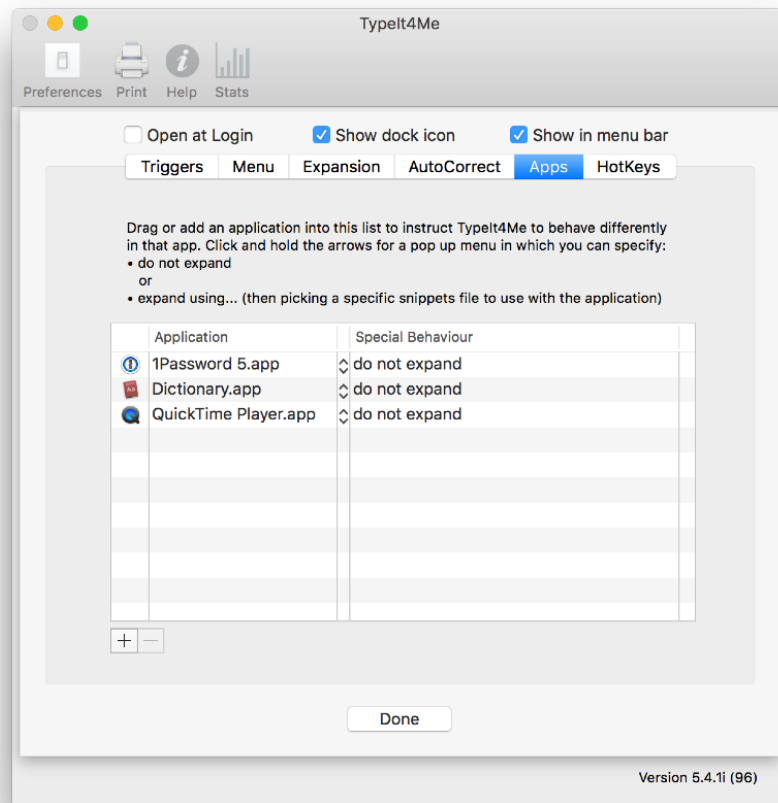 TypeIt4Me
Preferences Print Help Stats
Open at Login Show dock icon Show in menu bar
Triggers Menu Expansion AutoCorrect Apps HotKeys
Drag or add an application into this list to instruct TypeIt4Me to behave differently
in that app. Click and hold the arrows for a pop up menu in which you can specify:
• do not expand
or
• expand using... (then picking a specific snippets file to use with the application)
Application Special Behaviour
1Password 5.app do not expand
Dictionary.app do not expand
QuickTime Player.app do not expand
Done
Version 5.4.1i (96)